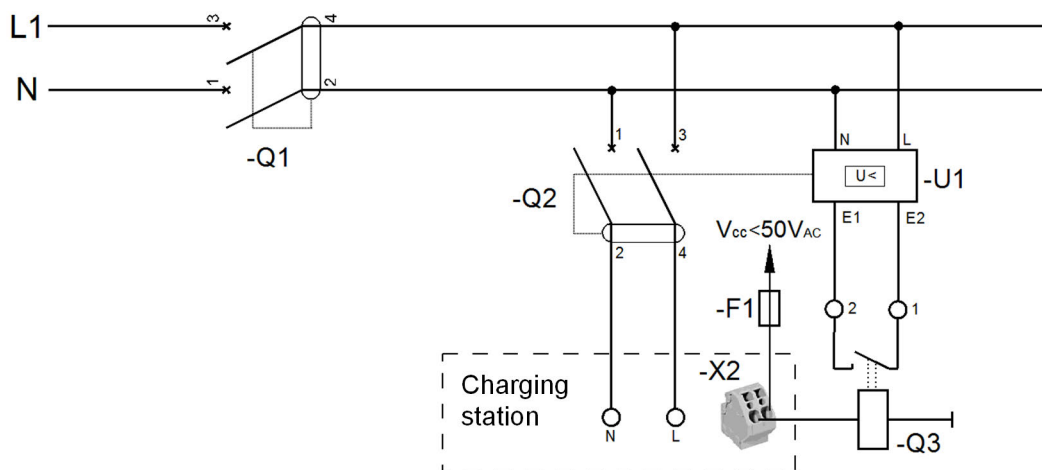 L1
3
4
N
1
2
-Q1
1
3
N
L
-Q2
U<
-U1
2
4
E1
E2
Vcc<50VAC
-F1
2
1
Charging
station
-X2
N
L
-Q3